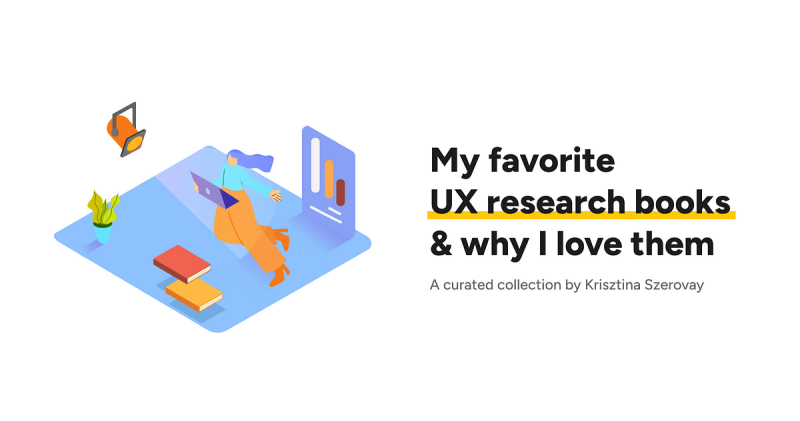 My favorite
UX research books
& why I love them
A curated collection by Krisztina Szerovay